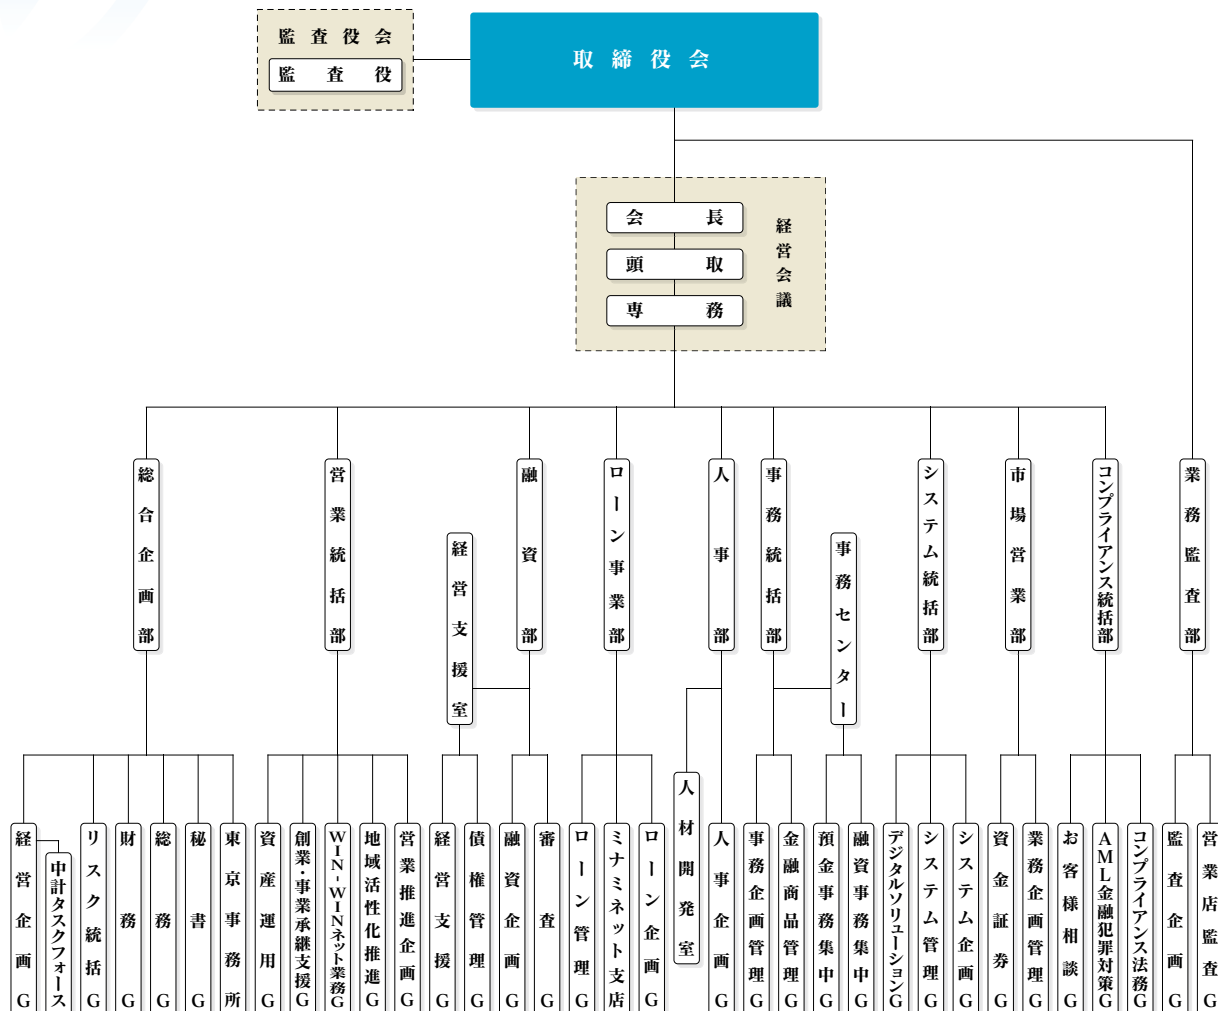 監査役会
監査役
取締役会
会長
頭取
専務
経営会議
総合企画部
営業統括部
融資部
ローン事業部
人事部
事務統括部
システム統括部
市場営業部
コンプライアンス統括部
業務監査部
経営支援室
事務センター
人材開発室
経営企画G
中計タスクフォース
リスク統括G
財務G
総務G
秘書G
東京事務所
資産運用G
創業・事業承継支援G
WIN-WINネット業務G
地域活性化推進G
営業推進企画G
経営支援G
債権管理G
融資企画G
審査G
ローン管理G
ミナミネット支店
ローン企画G
人事企画G
事務企画管理G
金融商品管理G
預金事務集中G
融資事務集中G
デジタルソリューションG
システム管理G
システム企画G
資金証券G
業務企画管理G
お客様相談G
AML金融犯罪対策G
コンプライアンス法務G
監査企画G
営業店監査G